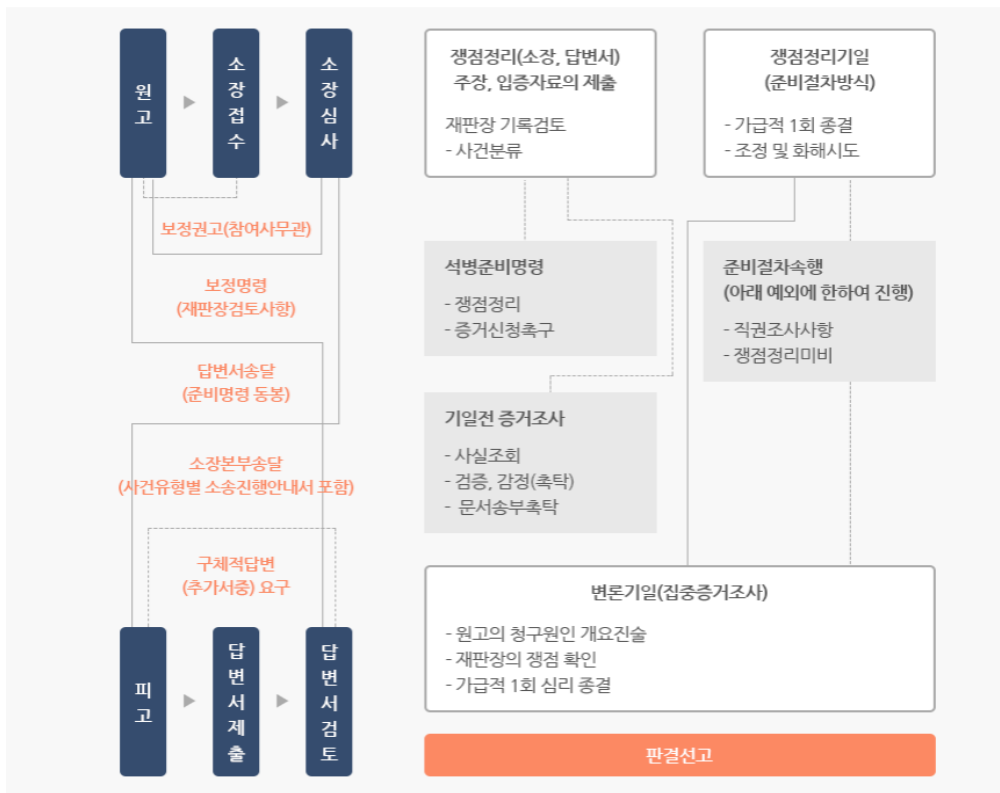 원고
소장접수
소장심사
보정권고(참여사무관)
보정명령
(재판장검토사항)
답변서송달
(준비명령 동봉)
소장본부송달
(사건유형별 소송진행안내서 포함)
구체적답변
(추가서중) 요구
피고
답변서제출
답변서검토
쟁점정리(소장, 답변서)
주장, 입증자료의 제출
재판장 기록검토
- 사건분류
쟁점정리기일
(준비절차방식)
- 가급적 1회 종결
- 조정 및 화해시도
석병준비명령
- 쟁점정리
- 증거신청촉구
준비절차속행
(아래 예외에 한하여 진행)
- 직권조사사항
- 쟁점정리미비
기일전 증거조사
- 사실조회
- 검증, 감정(촉탁)
- 문서송부촉탁
변론기일(집중증거조사)
- 원고의 청구원인 개요진술
- 재판장의 쟁점 확인
- 가급적 1회 심리 종결
판결선고